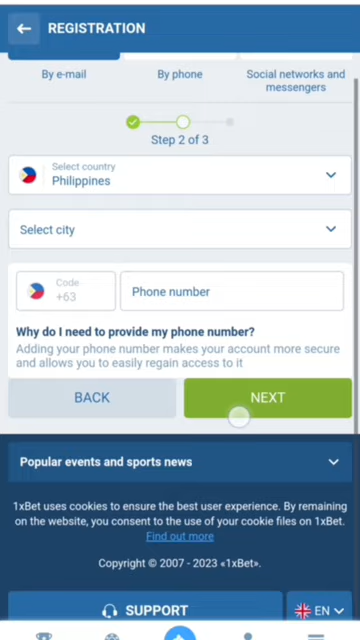 REGISTRATION
By e-mail
By phone
Social networks and
messengers
Step 2 of 3
Select country
Philippines
Select city
Code
+63
Phone number
Why do I need to provide my phone number?
Adding your phone number makes your account more secure
and allows you to easily regain access to it
BACK
NEXT
Popular events and sports news
1xBet uses cookies to ensure the best user experience. By remaining
on the website, you consent to the use of your cookie files on 1xBet.
Find out more
Copyright © 2007 - 2023 «1xBet».
SUPPORT
EN